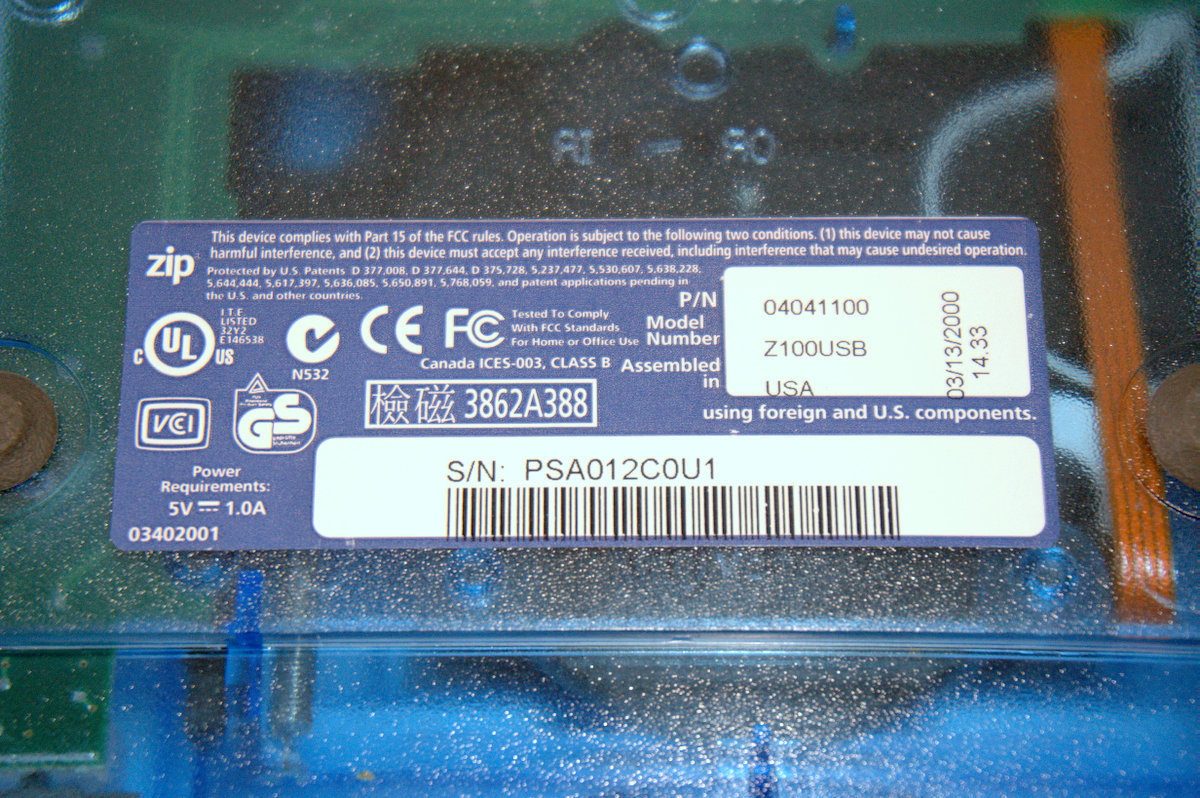 A1 — A0
This device complies with Part 15 of the FCC rules. Operation is subject to the following two conditions. (1) this device may not cause
harmful interference, and (2) this device must accept any interference received, including interference that may cause undesired operation.
zip
Protected by U.S. Patents D 377,008, D 377,644, D 375,728, 5,237,477, 5,530,607, 5,638,228,
5,644,444, 5,617,397, 5,636,085, 5,650,891, 5,768,059, and patent applications pending in
the U.S. and other countries.
P/N 04041100
Model
Number Z100USB
Assembled
in USA
03/13/2000
14.33
using foreign and U.S. components.
C UL US
I.T.E
LISTED
32Y2
E146538
N532
CE
FC
Tested To Comply
With FCC Standards
For Home or Office Use
Canada ICES-003, CLASS B
VCI
GS
檢磁 3862A388
Power
Requirements:
5V ⎓ 1.0A
03402001
S/N: PSA012C0U1